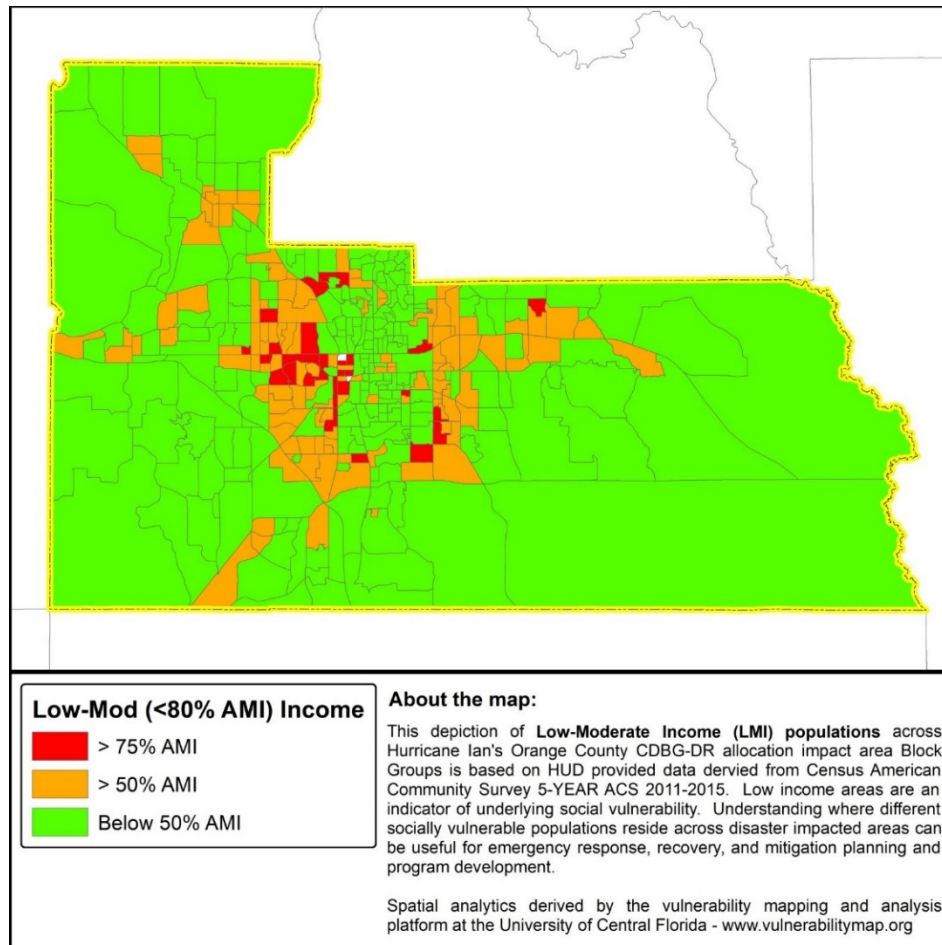 Low-Mod (<80% AMI) Income
> 75% AMI
> 50% AMI
Below 50% AMI
About the map:
This depiction of Low-Moderate Income (LMI) populations across
Hurricane Ian's Orange County CDBG-DR allocation impact area Block
Groups is based on HUD provided data dervied from Census American
Community Survey 5-YEAR ACS 2011-2015. Low income areas are an
indicator of underlying social vulnerability. Understanding where different
socially vulnerable populations reside across disaster impacted areas can
be useful for emergency response, recovery, and mitigation planning and
program development.
Spatial analytics derived by the vulnerability mapping and analysis
platform at the University of Central Florida - www.vulnerabilitymap.org